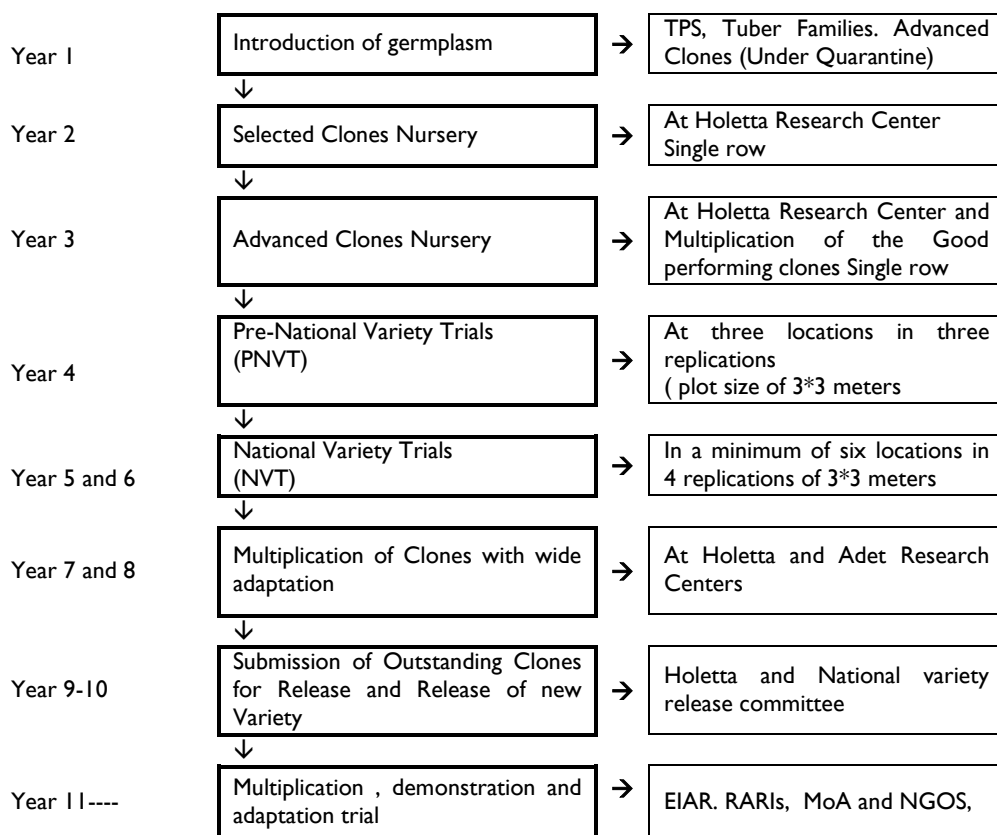 Year 1
Introduction of germplasm
→
TPS, Tuber Families. Advanced
Clones (Under Quarantine)
↓
Year 2
Selected Clones Nursery
→
At Holetta Research Center
Single row
↓
Year 3
Advanced Clones Nursery
→
At Holetta Research Center and
Multiplication of the Good
performing clones Single row
↓
Year 4
Pre-National Variety Trials
(PNVT)
→
At three locations in three
replications
( plot size of 3*3 meters
↓
Year 5 and 6
National Variety Trials
(NVT)
→
In a minimum of six locations in
4 replications of 3*3 meters
↓
Year 7 and 8
Multiplication of Clones with wide
adaptation
→
At Holetta and Adet Research
Centers
↓
Year 9-10
Submission of Outstanding Clones
for Release and Release of new
Variety
→
Holetta and National variety
release committee
↓
Year 11----
Multiplication , demonstration and
adaptation trial
→
EIAR. RARIs, MoA and NGOS,